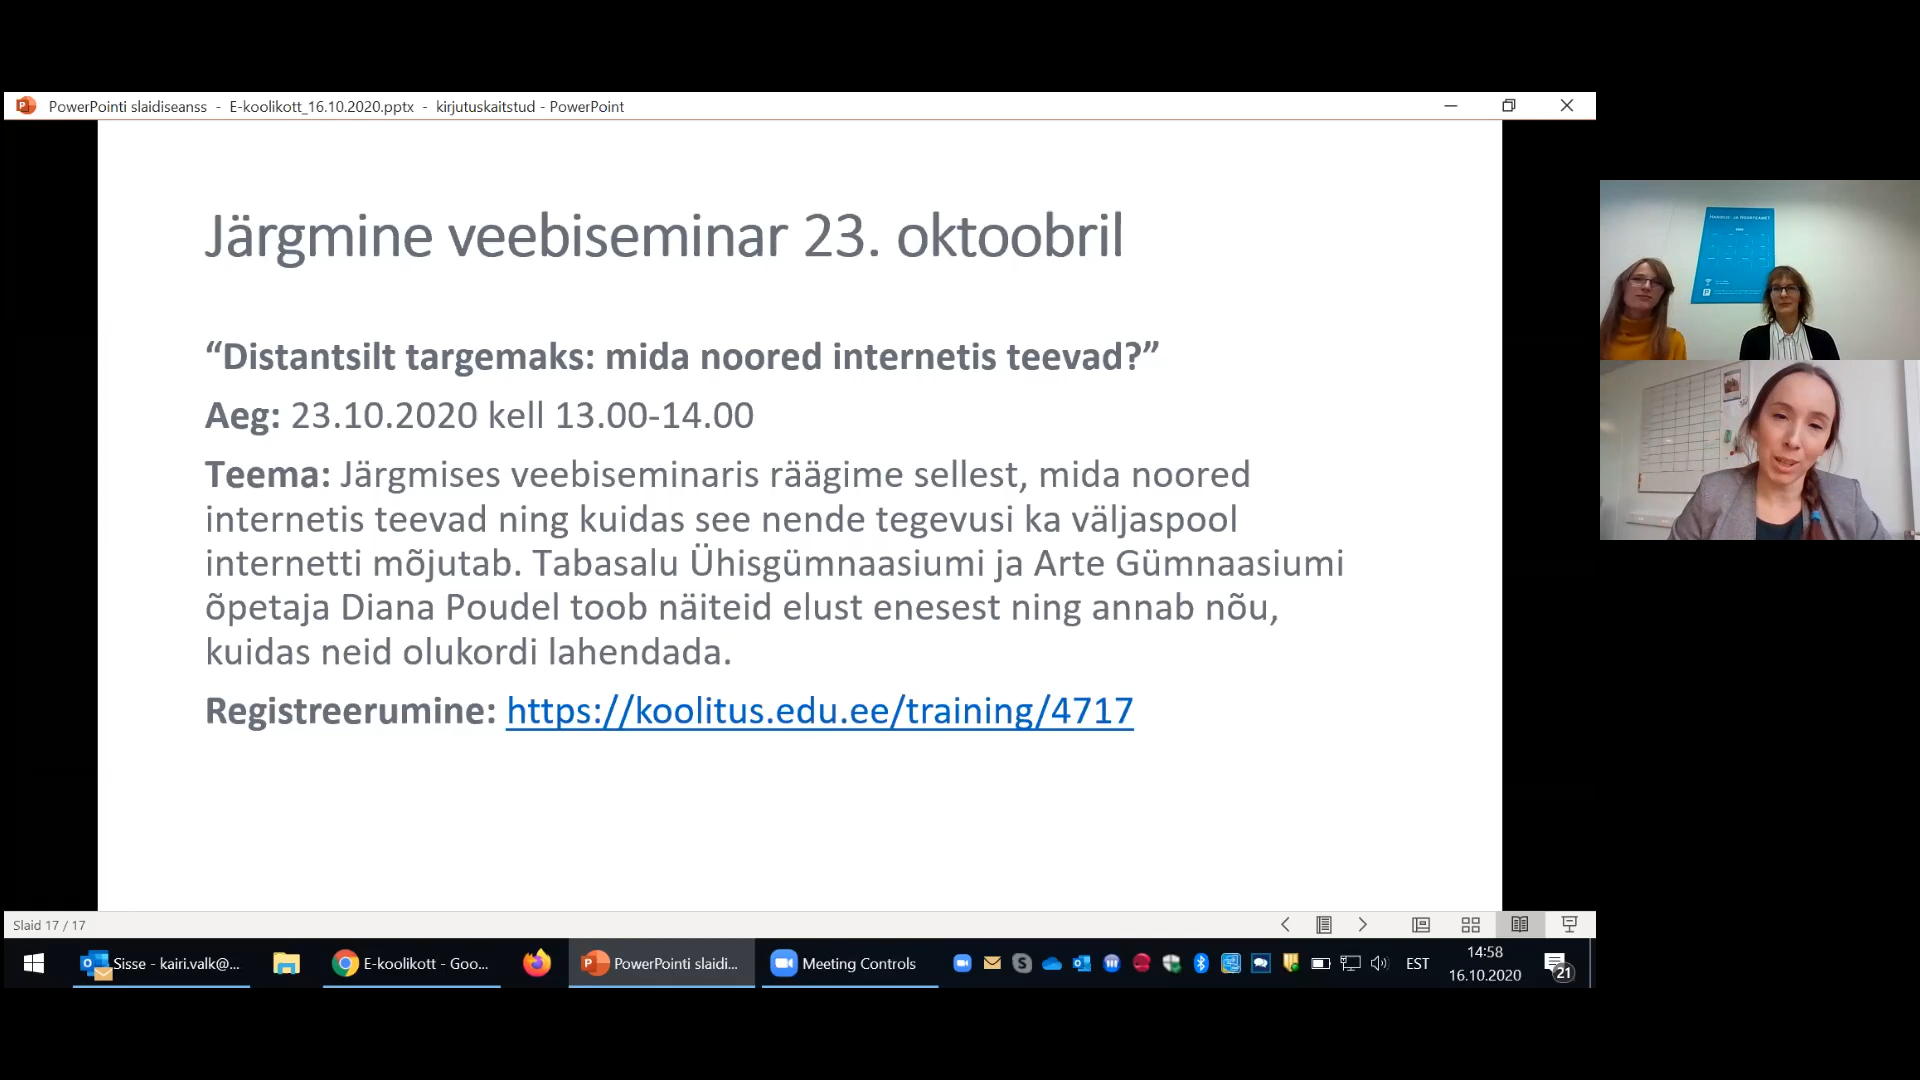 PowerPointi slaidiseanss - E-koolikott_16.10.2020.pptx - kirjutuskaitstud - PowerPoint
Järgmine veebiseminar 23. oktoobril
“Distantsilt targemaks: mida noored internetis teevad?”
Aeg: 23.10.2020 kell 13.00-14.00
Teema: Järgmises veebiseminaris räägime sellest, mida noored
internetis teevad ning kuidas see nende tegevusi ka väljaspool
internetti mõjutab. Tabasalu Ühisgümnaasiumi ja Arte Gümnaasiumi
õpetaja Diana Poudel toob näiteid elust enesest ning annab nõu,
kuidas neid olukordi lahendada.
Registreerumine: https://koolitus.edu.ee/training/4717
Slaid 17 / 17
Sisse - kairi.valk@...
E-koolikott - Goo...
PowerPointi slaidi...
Meeting Controls
EST
14:58
16.10.2020
21